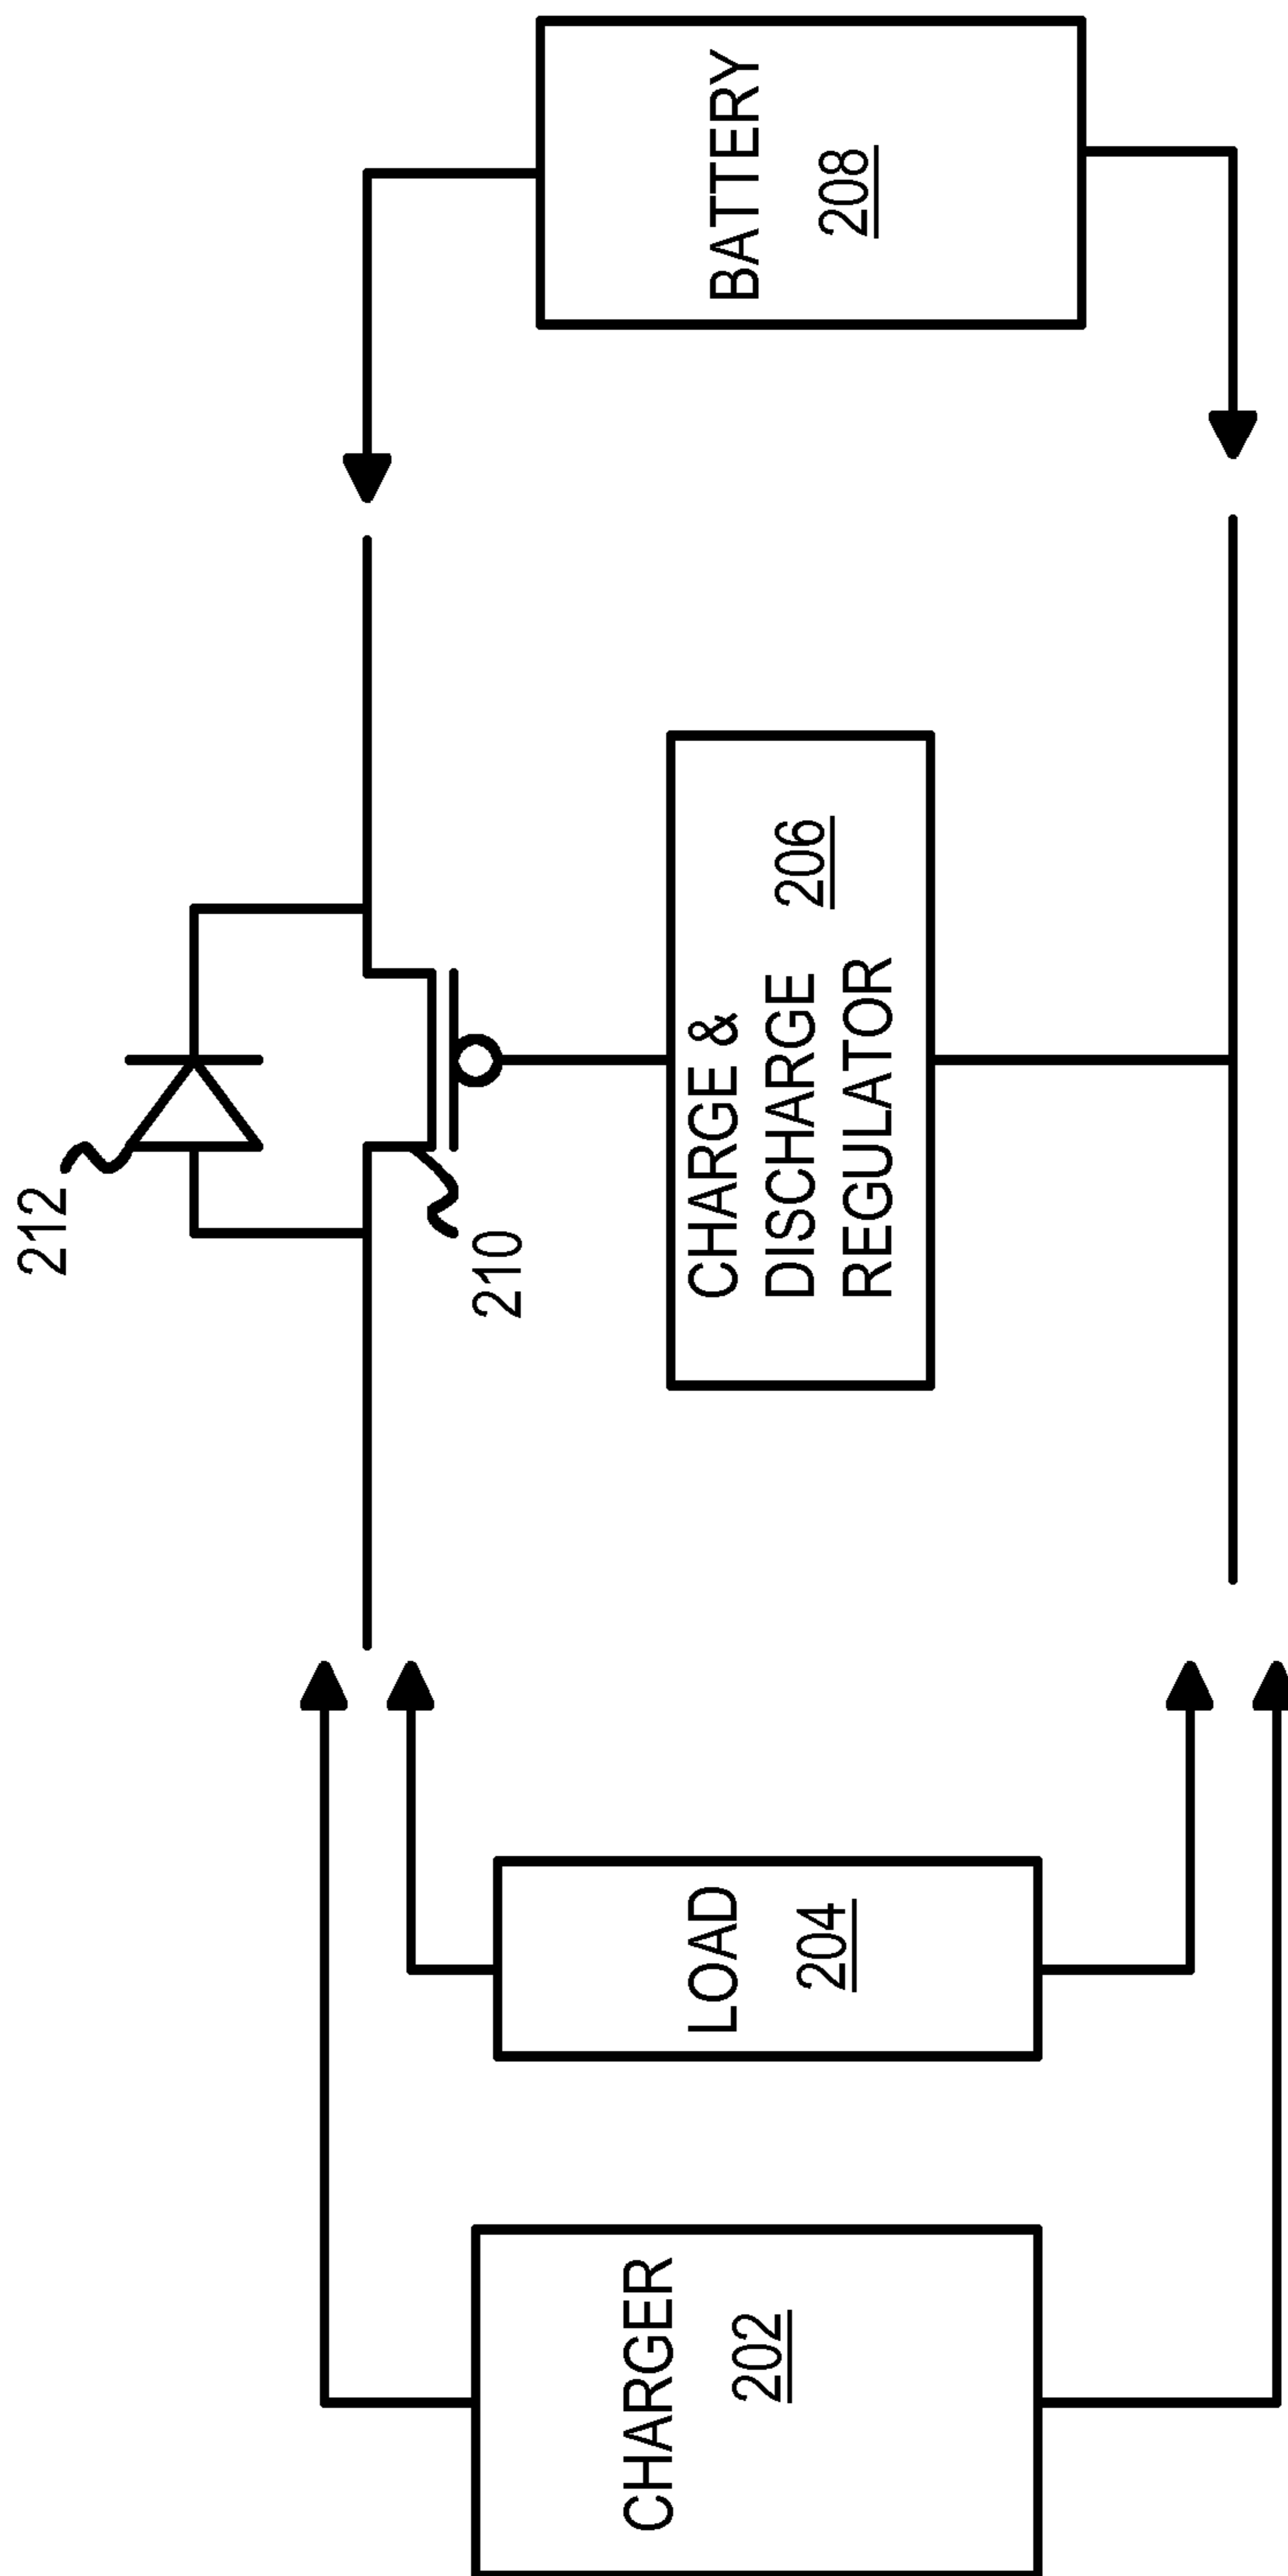 212
210
CHARGER
202
LOAD
204
CHARGE &
DISCHARGE 206
REGULATOR
BATTERY
208